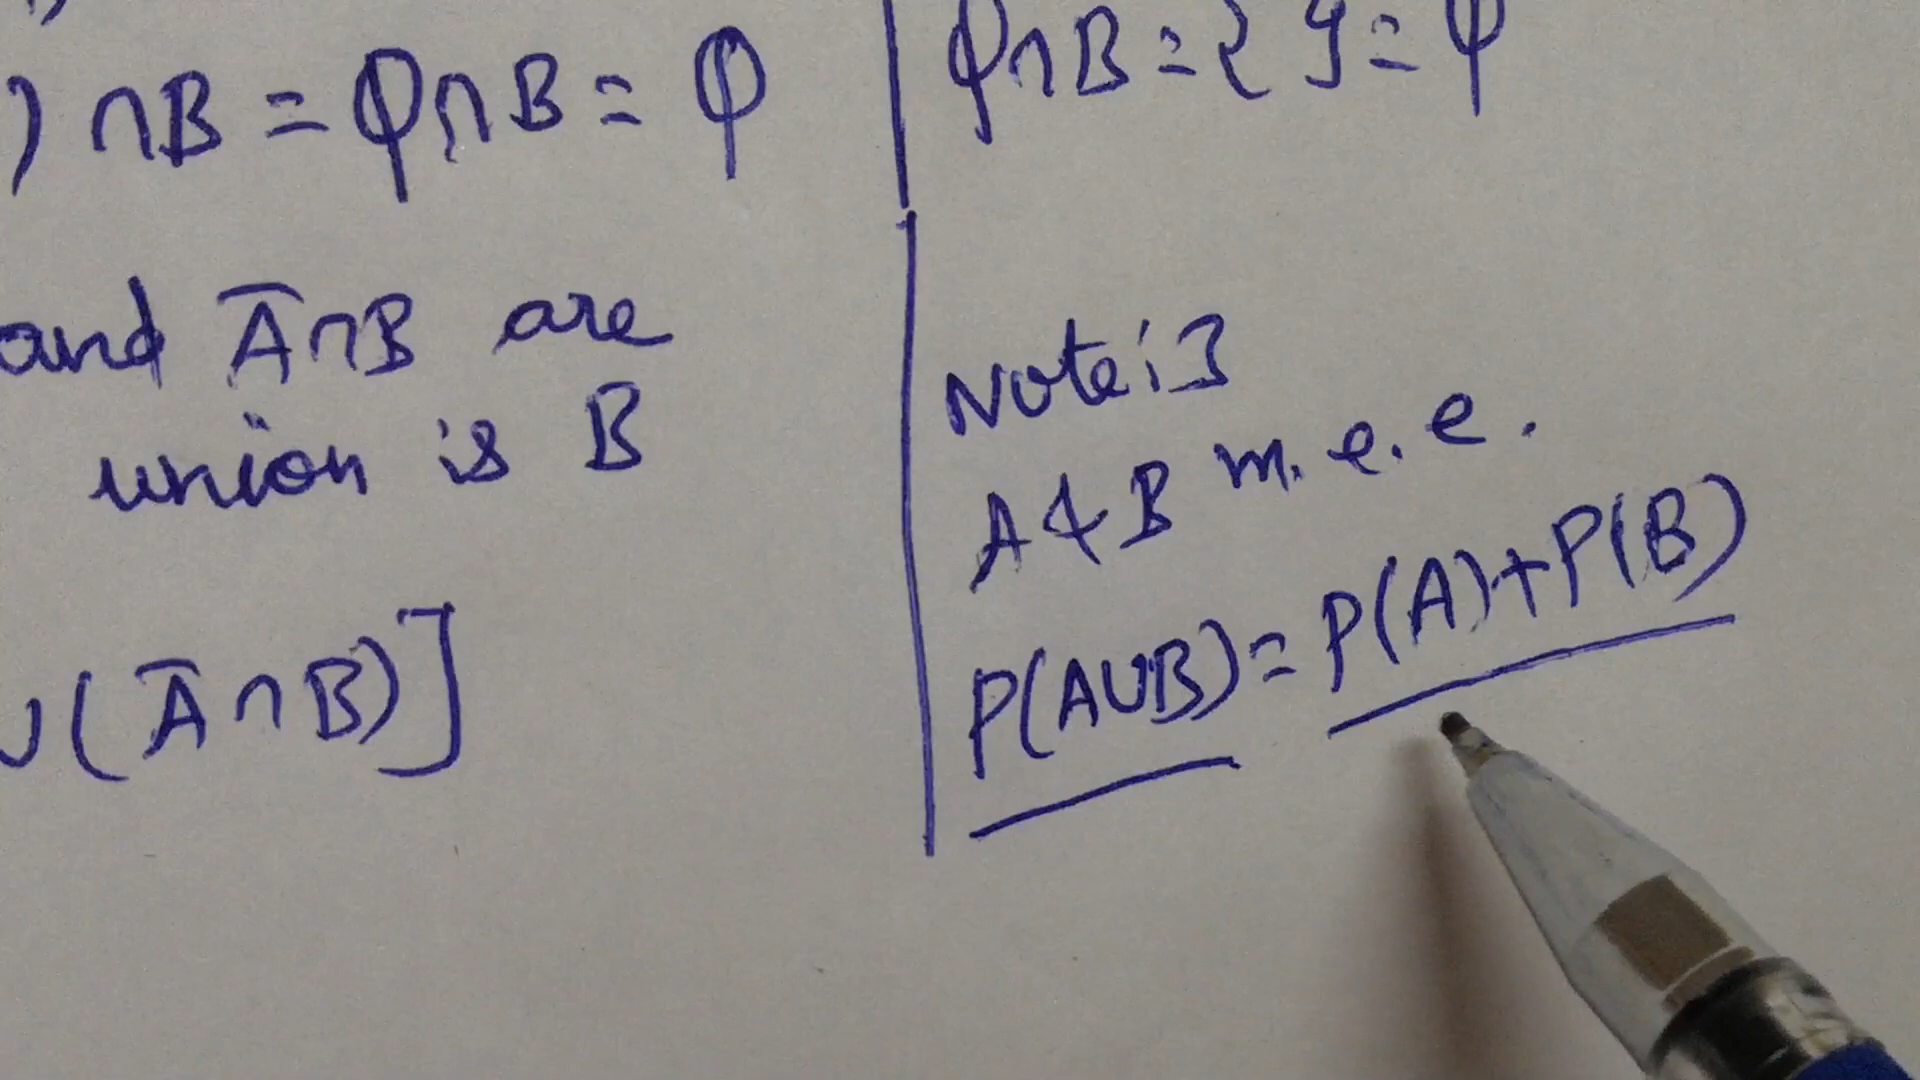 ) ∩B = φ∩B = φ
and A̅∩B are
union is B
∪(A̅∩B)]
φ∩B = { } = φ
Note: 3
A & B m.e.e.
P(A∪B) = P(A)+P(B)